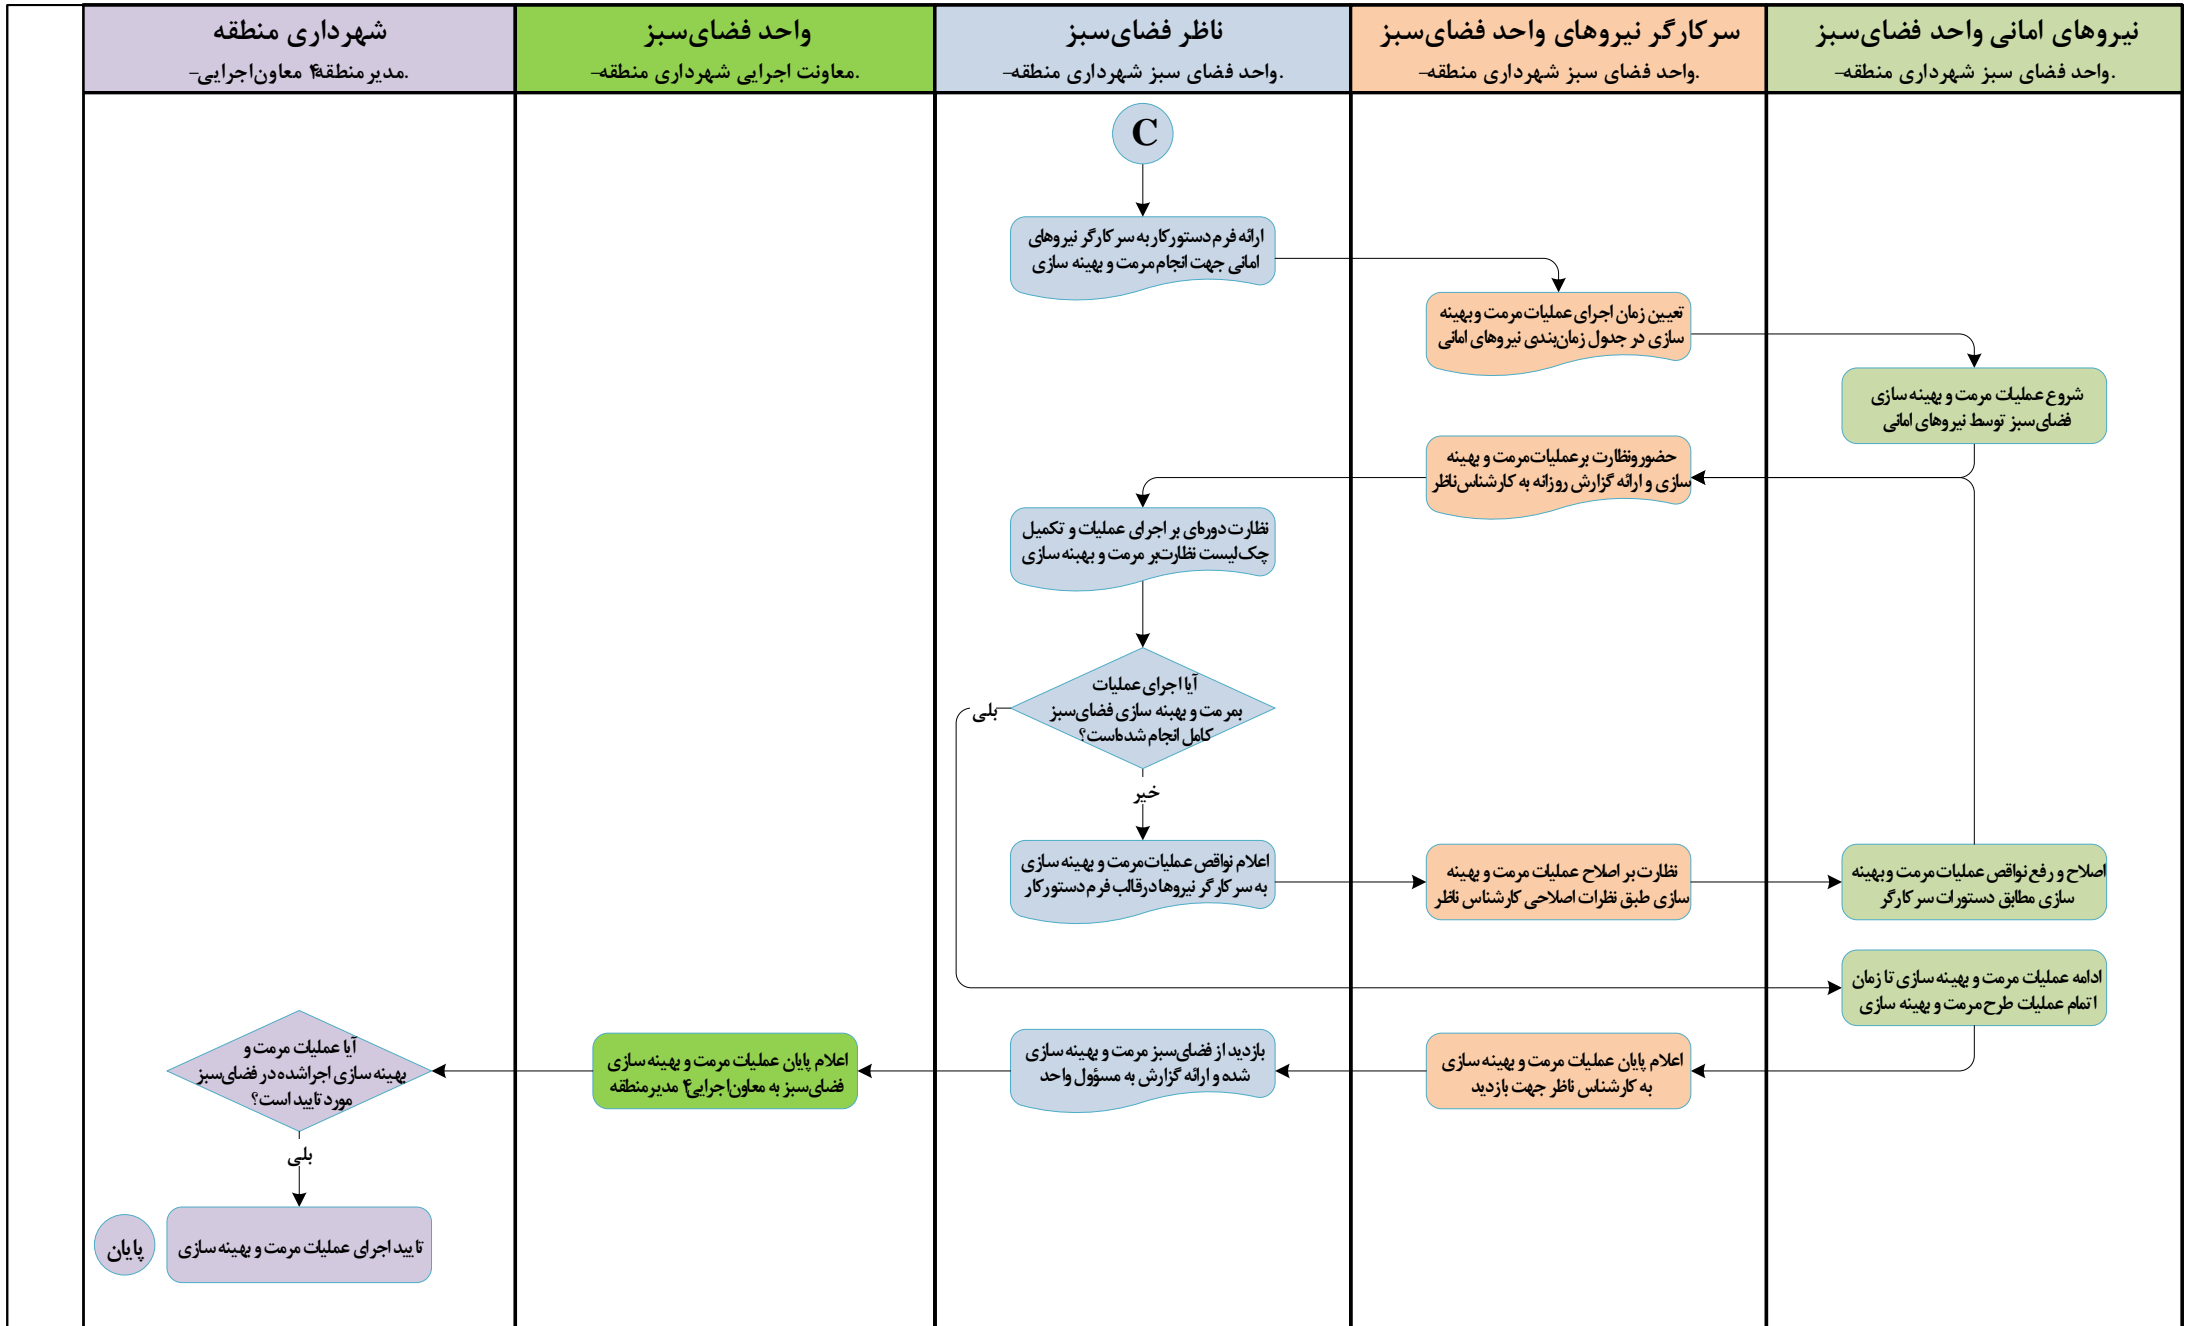 نیروهای امانی واحد فضای‌سبز
.واحد فضای سبز شهرداری منطقه–
سرکارگر نیروهای واحد فضای‌سبز
.واحد فضای سبز شهرداری منطقه–
ناظر فضای‌سبز
.واحد فضای سبز شهرداری منطقه–
واحد فضای‌سبز
.معاونت اجرایی شهرداری منطقه–
شهرداری منطقه
.مدیر منطقه۴ معاون‌اجرایی–
C
ارائه فرم دستورکار به سرکارگر نیروهای
امانی جهت انجام مرمت و بهینه سازی
تعیین زمان اجرای عملیات مرمت و بهینه
سازی در جدول زمان‌بندی نیروهای امانی
شروع عملیات مرمت و بهینه سازی
فضای‌سبز توسط نیروهای امانی
حضور ونظارت بر عملیات مرمت و بهینه
سازی و ارائه گزارش روزانه به کارشناس ناظر
نظارت دوره‌ای بر اجرای عملیات و تکمیل
چک‌لیست نظارت‌بر مرمت و بهینه سازی
آیا اجرای عملیات
بمرمت و بهینه سازی فضای‌سبز
کامل انجام شده‌است؟
بلی
خیر
اعلام نواقص عملیات مرمت و بهینه سازی
به سرکارگر نیروها درقالب فرم دستورکار
نظارت بر اصلاح عملیات مرمت و بهینه
سازی طبق نظرات اصلاحی کارشناس ناظر
اصلاح و رفع نواقص عملیات مرمت و بهینه
سازی مطابق دستورات سرکارگر
ادامه عملیات مرمت و بهینه سازی تا زمان
اتمام عملیات طرح مرمت و بهینه سازی
اعلام پایان عملیات مرمت و بهینه سازی
به کارشناس ناظر جهت بازدید
بازدید از فضای‌سبز مرمت و بهینه سازی
شده و ارائه گزارش به مسؤول واحد
اعلام پایان عملیات مرمت و بهینه سازی
فضای‌سبز به معاون‌اجرایی۴ مدیرمنطقه
آیا عملیات مرمت و
بهینه سازی اجراشده در فضای‌سبز
مورد تایید است؟
بلی
تایید اجرای عملیات مرمت و بهینه سازی
پایان